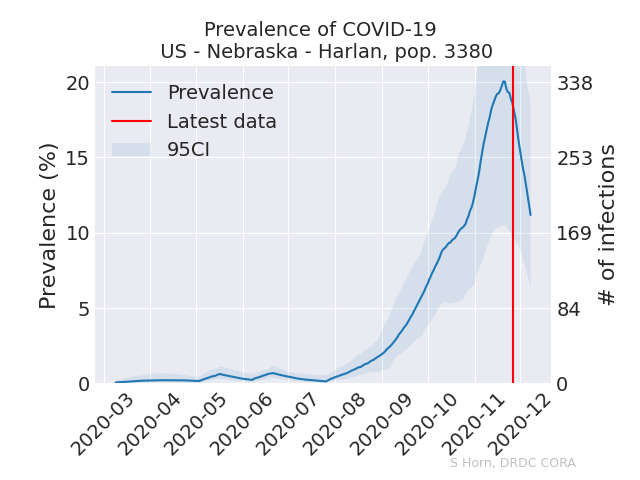 Prevalence of COVID-19
US - Nebraska - Harlan, pop. 3380
Prevalence
Latest data
95CI
Prevalence (%)
20
15
10
5
0
338
253
169
84
0
# of infections
2020-03
2020-04
2020-05
2020-06
2020-07
2020-08
2020-09
2020-10
2020-11
2020-12
S Horn, DRDC CORA